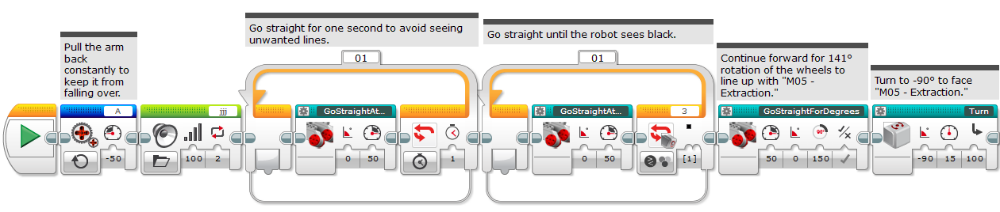 Pull the arm
back
constantly to
keep it from
falling over.
Go straight for one second to avoid seeing
unwanted lines.
Go straight until the robot sees black.
Continue forward for 141°
rotation of the wheels to
line up with "M05 -
Extraction."
Turn to -90° to face
"M05 - Extraction."
01
01
A
jjj
GoStraightAt...
GoStraightAt...
3
GoStraightForDegrees
Turn
90°
-50
100 2
0 50
1
0 50
[1]
50 0 150
-90 15 100